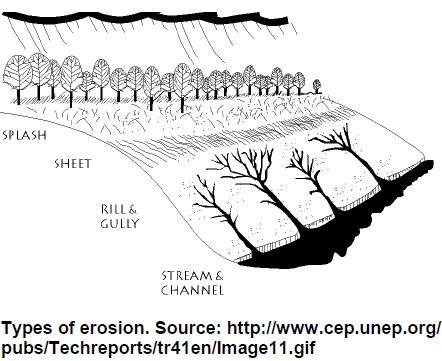 SPLASH
SHEET
RILL &
GULLY
STREAM &
CHANNEL
Types of erosion. Source: http://www.cep.unep.org/
pubs/Techreports/tr41en/Image11.gif